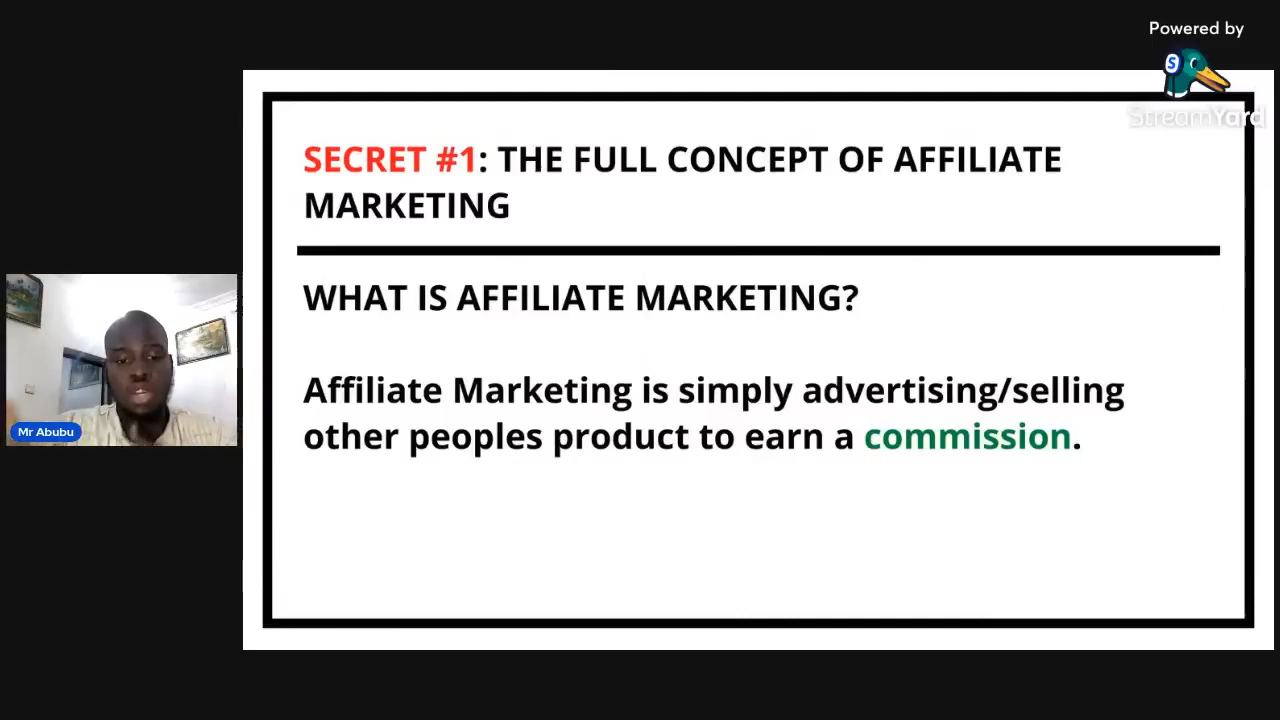 Powered by
StreamYard
SECRET #1: THE FULL CONCEPT OF AFFILIATE
MARKETING
WHAT IS AFFILIATE MARKETING?
Affiliate Marketing is simply advertising/selling
other peoples product to earn a commission.
Mr Abubu